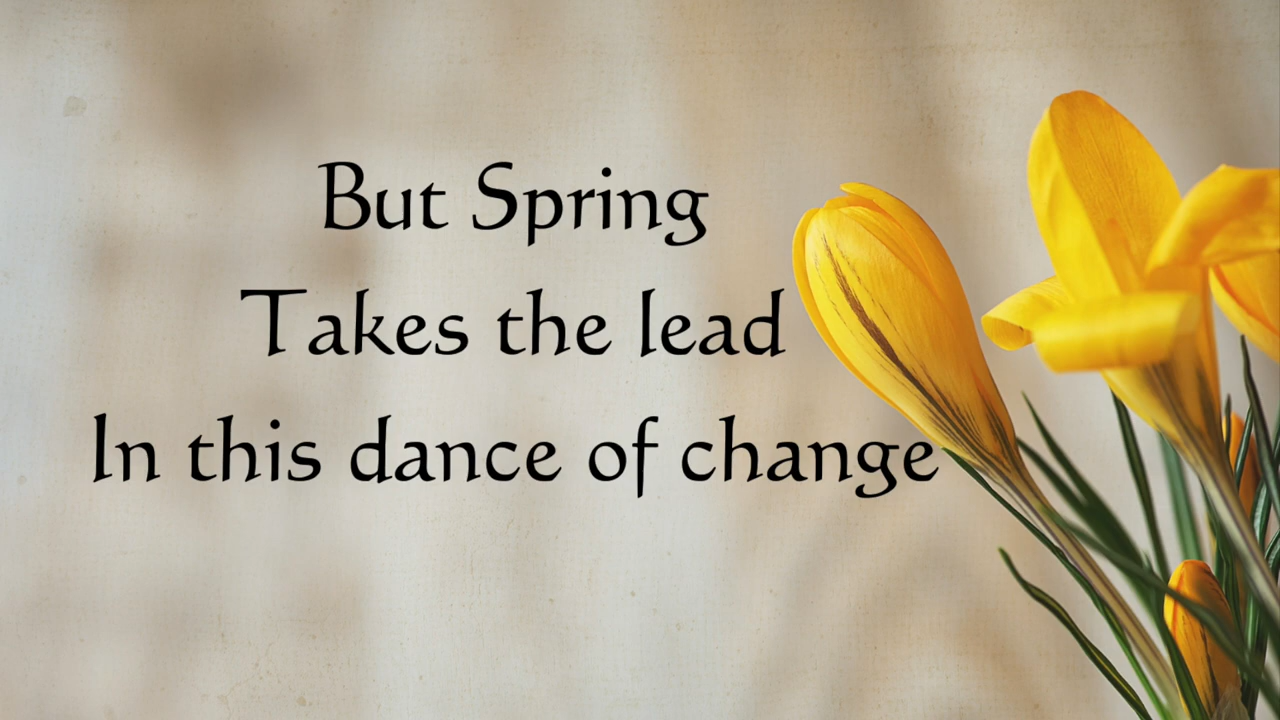 But Spring
Takes the lead
In this dance of change